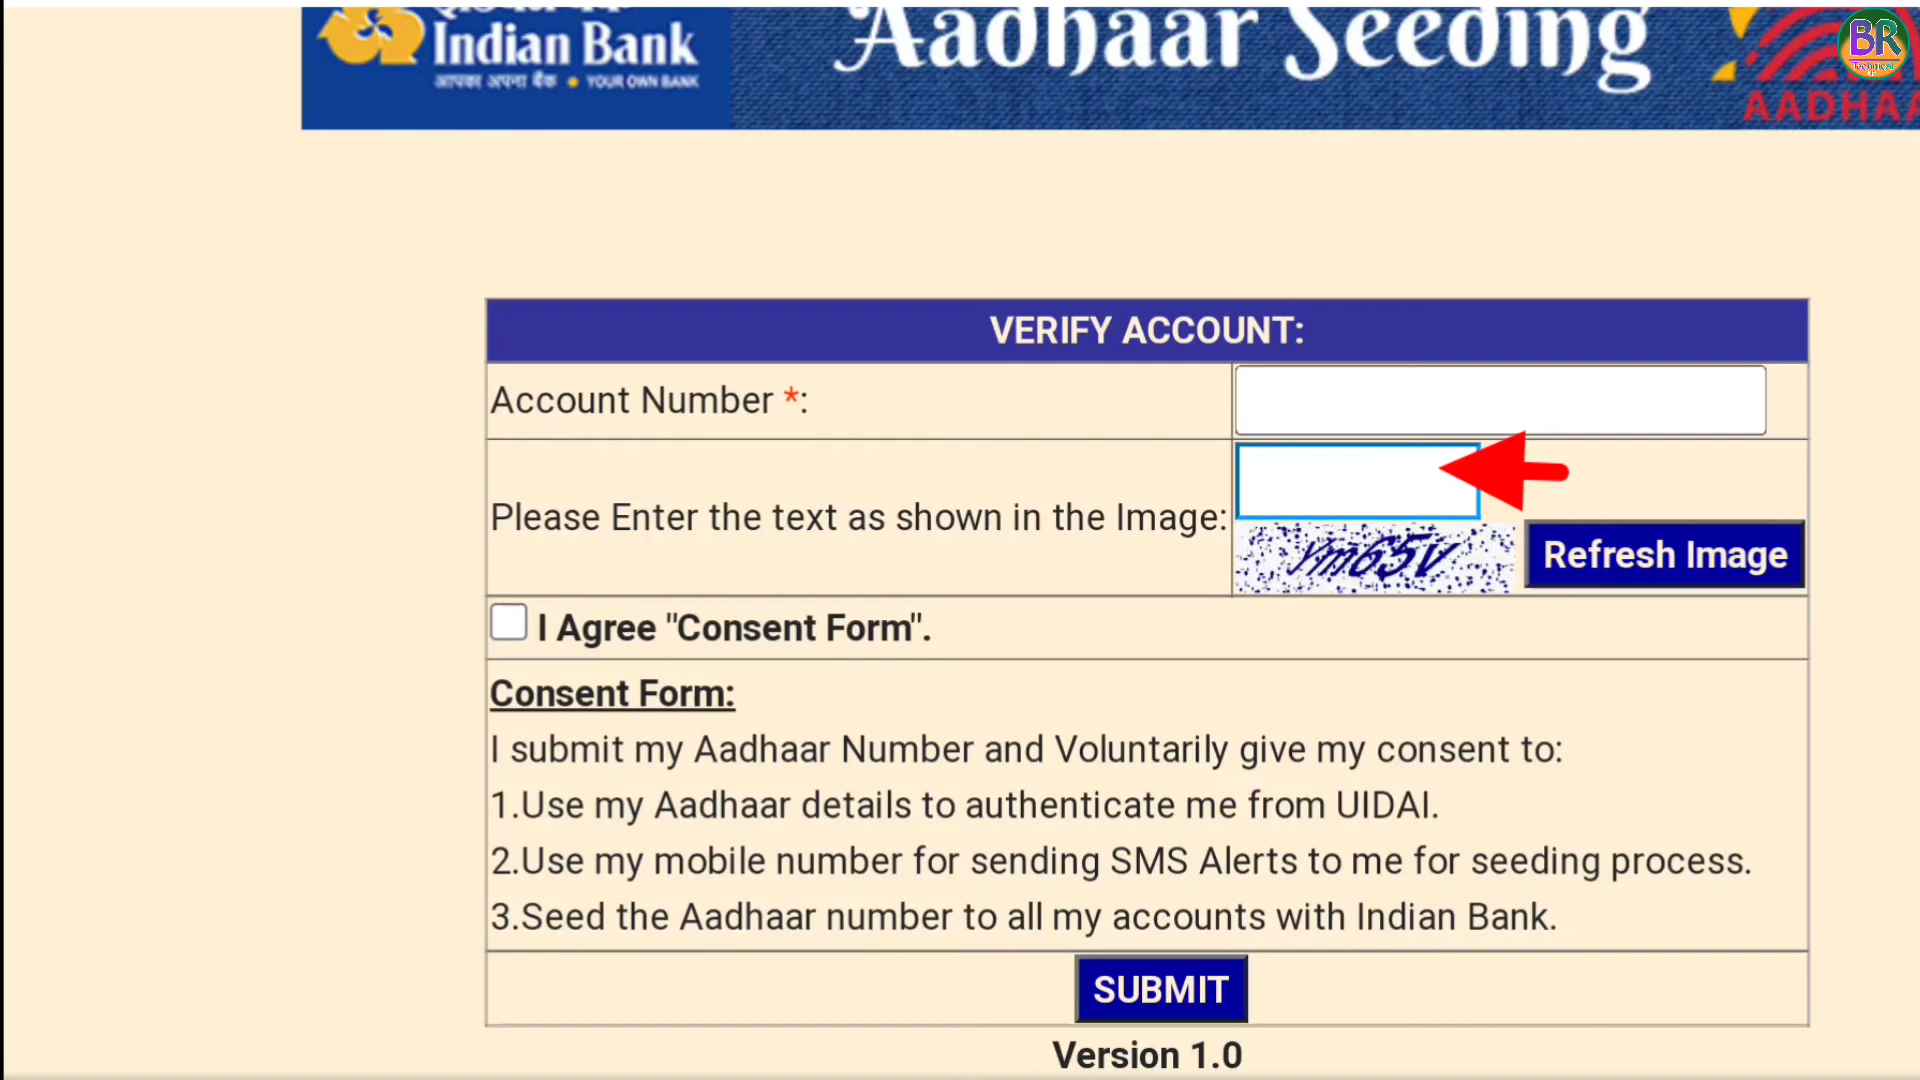 Indian Bank
आपका अपना बैंक • YOUR OWN BANK
Aadhaar Seeding
BR
Technical
VERIFY ACCOUNT:
Account Number *:
Please Enter the text as shown in the Image:
ym65v
Refresh Image
I Agree "Consent Form".
Consent Form:
I submit my Aadhaar Number and Voluntarily give my consent to:
1.Use my Aadhaar details to authenticate me from UIDAI.
2.Use my mobile number for sending SMS Alerts to me for seeding process.
3.Seed the Aadhaar number to all my accounts with Indian Bank.
SUBMIT
Version 1.0